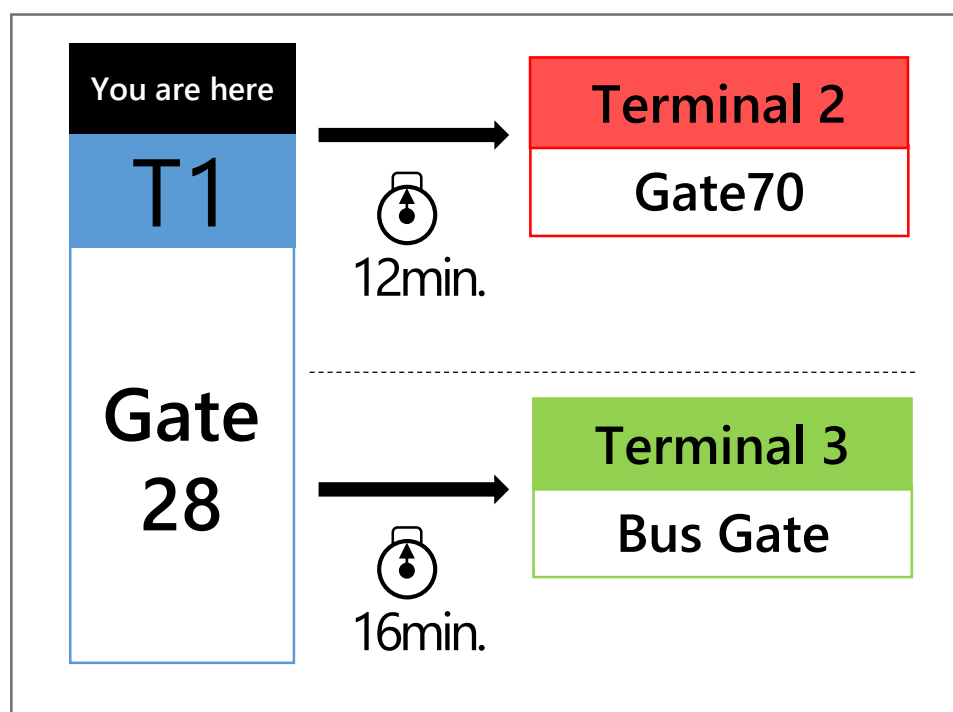 You are here
T1
Gate
28
12min.
Terminal 2
Gate70
16min.
Terminal 3
Bus Gate